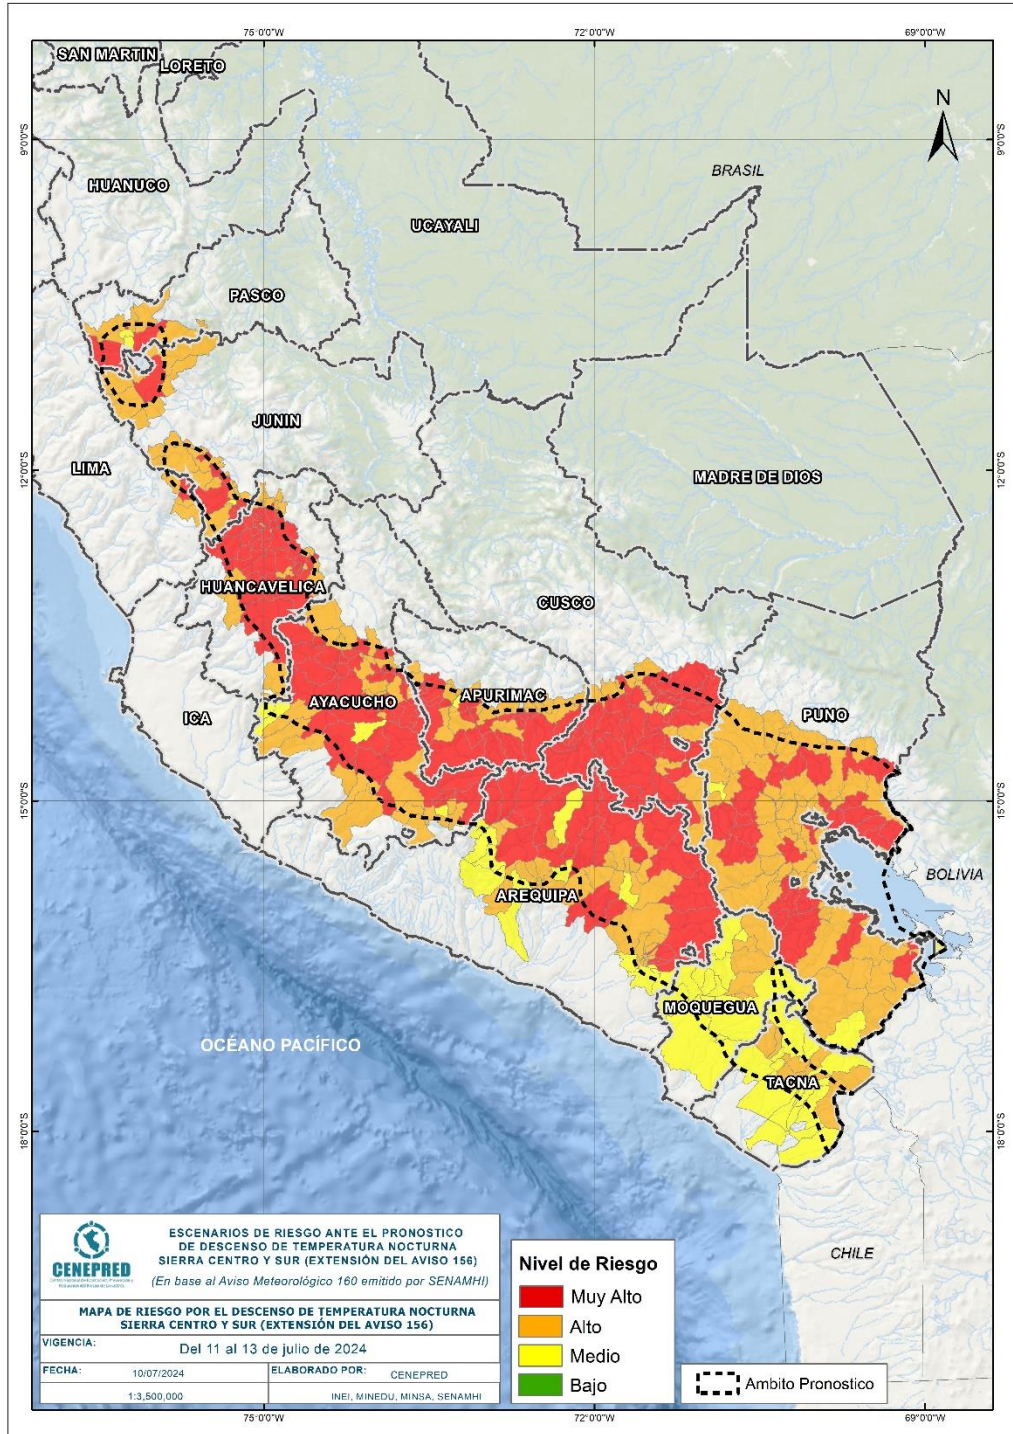 75°0'0"W
72°0'0"W
69°0'0"W
SAN MARTIN
LORETO
N
9°0'0"S
9°0'0"S
BRASIL
HUANUCO
UCAYALI
PASCO
JUNIN
LIMA
12°0'0"S
12°0'0"S
MADRE DE DIOS
HUANCAVELICA
CUSCO
APURIMAC
AYACUCHO
PUNO
ICA
15°0'0"S
15°0'0"S
BOLIVIA
AREQUIPA
MOQUEGUA
OCÉANO PACÍFICO
TACNA
18°0'0"S
18°0'0"S
CHILE
CENEPRED
ESCENARIOS DE RIESGO ANTE EL PRONOSTICO
DE DESCENSO DE TEMPERATURA NOCTURNA
SIERRA CENTRO Y SUR (EXTENSIÓN DEL AVISO 156)
(En base al Aviso Meteorológico 160 emitido por SENAMHI)
MAPA DE RIESGO POR EL DESCENSO DE TEMPERATURA NOCTURNA
SIERRA CENTRO Y SUR (EXTENSIÓN DEL AVISO 156)
VIGENCIA:
Del 11 al 13 de julio de 2024
FECHA:
10/07/2024
ELABORADO POR:
CENEPRED
1:3,500,000
INEI, MINEDU, MINSA, SENAMHI
Nivel de Riesgo
Muy Alto
Alto
Medio
Bajo
Ambito Pronostico
75°0'0"W
72°0'0"W
69°0'0"W